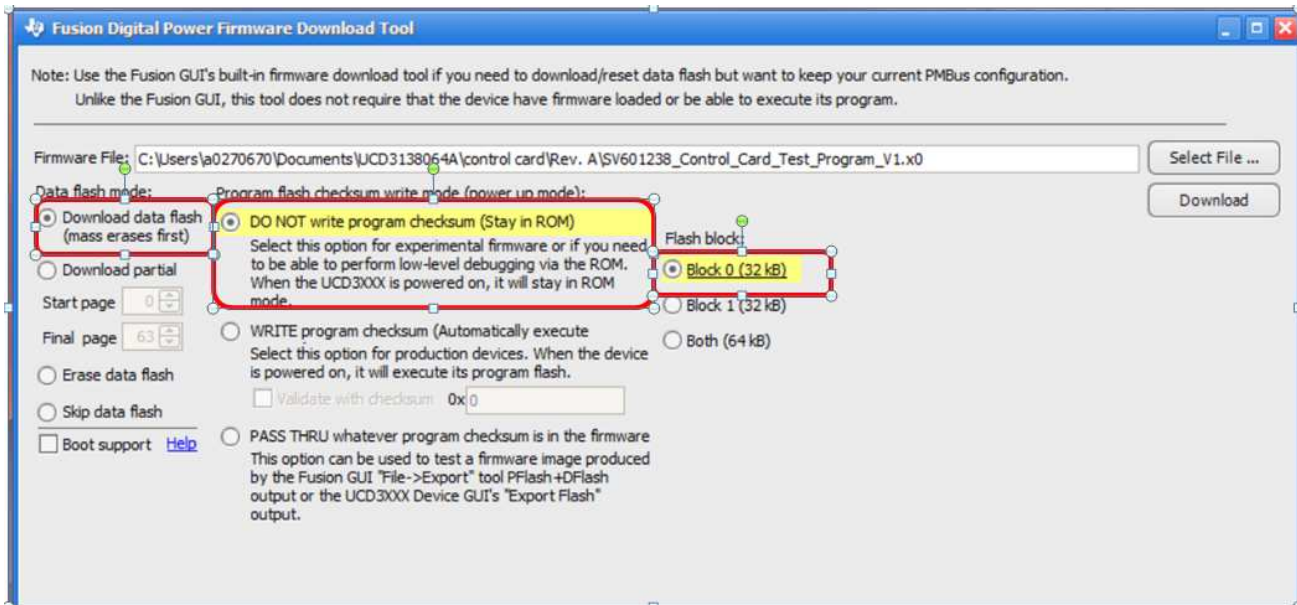 Fusion Digital Power Firmware Download Tool
Note: Use the Fusion GUI's built-in firmware download tool if you need to download/reset data flash but want to keep your current PMBus configuration.
Unlike the Fusion GUI, this tool does not require that the device have firmware loaded or be able to execute its program.
Firmware File: C:\Users\a0270670\Documents\UCD3138064A\control card\Rev. A\SV601238_Control_Card_Test_Program_V1.x0
Select File ...
Download
Data flash mode:
Download data flash
(mass erases first)
Download partial
Start page 0
Final page 63
Erase data flash
Skip data flash
Boot support Help
Program flash checksum write mode (power up mode):
DO NOT write program checksum (Stay in ROM)
Select this option for experimental firmware or if you need
to be able to perform low-level debugging via the ROM.
When the UCD3XXX is powered on, it will stay in ROM
mode.
WRITE program checksum (Automatically execute
Select this option for production devices. When the device
is powered on, it will execute its program flash.
Validate with checksum 0x 0
PASS THRU whatever program checksum is in the firmware
This option can be used to test a firmware image produced
by the Fusion GUI "File->Export" tool PFlash+DFlash
output or the UCD3XXX Device GUI's "Export Flash"
output.
Flash block:
Block 0 (32 kB)
Block 1 (32 kB)
Both (64 kB)